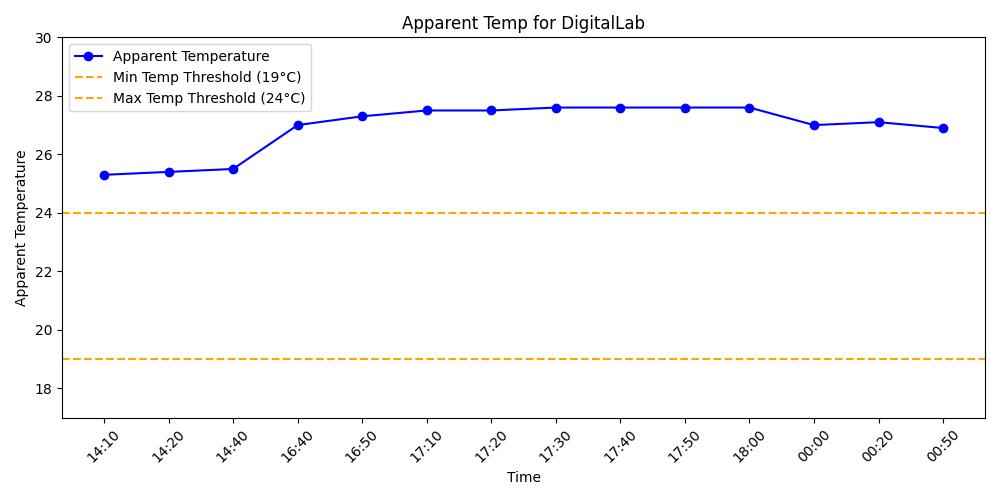 Apparent Temp for DigitalLab
Apparent Temperature
Min Temp Threshold (19°C)
Max Temp Threshold (24°C)
Apparent Temperature
30
28
26
24
22
20
18
14:10 14:20 14:40 16:40 16:50 17:10 17:20 17:30 17:40 17:50 18:00 00:00 00:20 00:50
Time